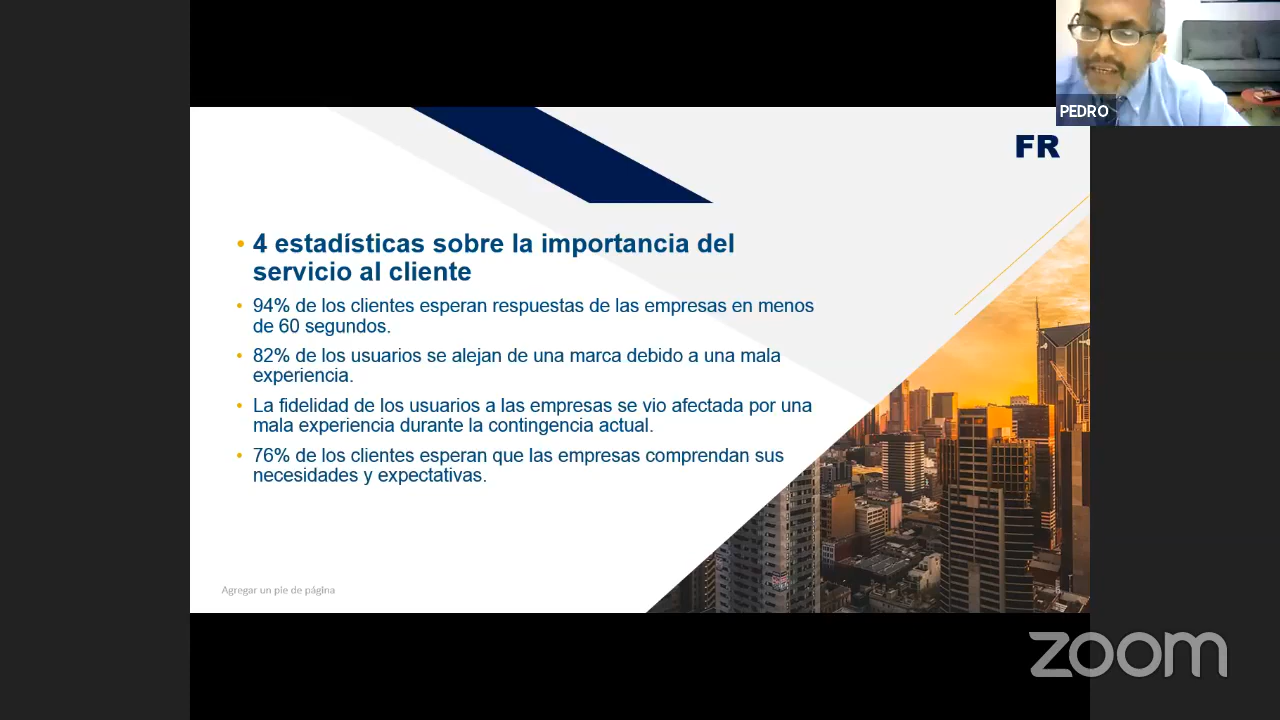 PEDRO
FR
• 4 estadísticas sobre la importancia del
servicio al cliente
• 94% de los clientes esperan respuestas de las empresas en menos
de 60 segundos.
• 82% de los usuarios se alejan de una marca debido a una mala
experiencia.
• La fidelidad de los usuarios a las empresas se vio afectada por una
mala experiencia durante la contingencia actual.
• 76% de los clientes esperan que las empresas comprendan sus
necesidades y expectativas.
Agregar un pie de página
zoom